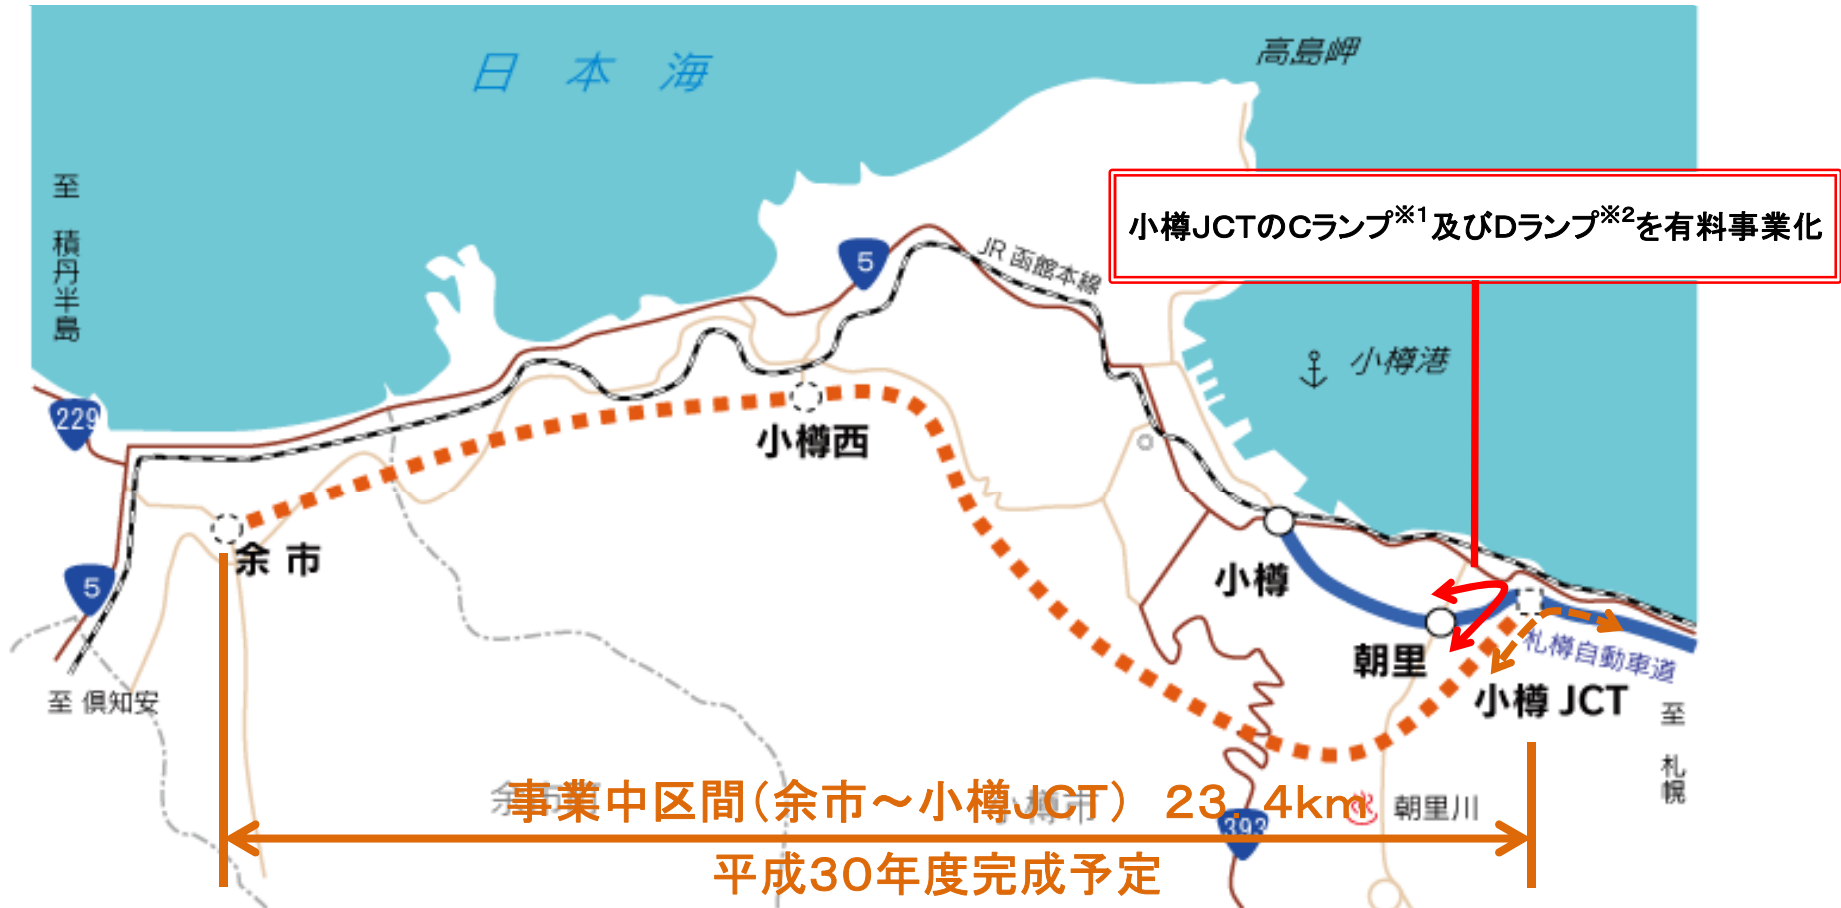 日本海
高島岬
至 積丹半島
小樽JCTのCランプ※1及びDランプ※2を有料事業化
5
JR 函館本線
小樽港
229
小樽西
余市
5
小樽
朝里
札樽自動車道
小樽 JCT
至 倶知安
至 札幌
事業中区間(余市～小樽JCT) 23.4km
393
朝里川
平成30年度完成予定